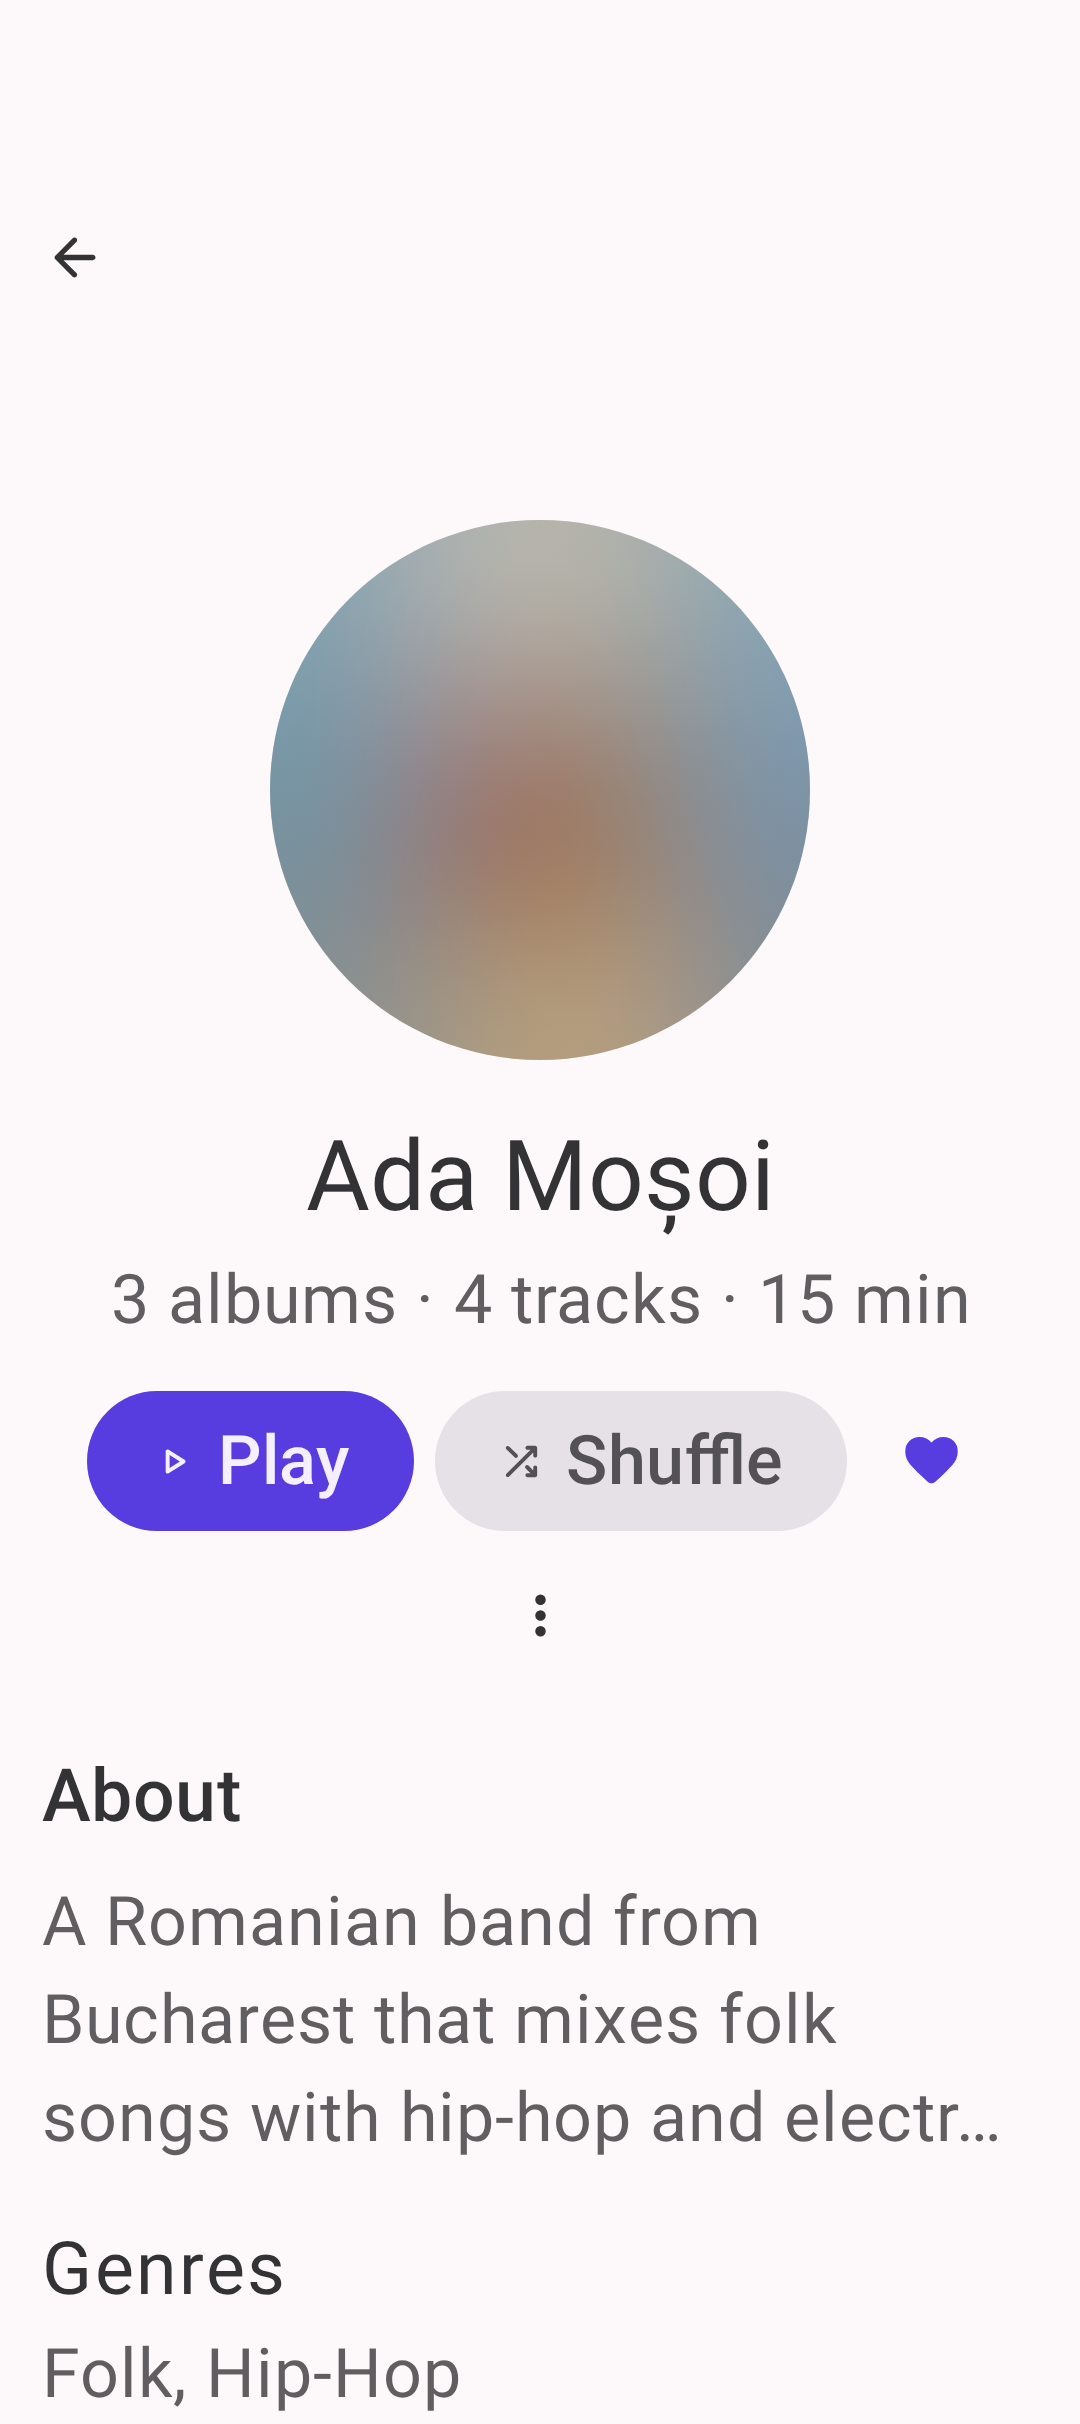 Ada Moșoi
3 albums · 4 tracks · 15 min
Play
Shuffle
About
A Romanian band from
Bucharest that mixes folk
songs with hip-hop and electr…
Genres
Folk, Hip-Hop